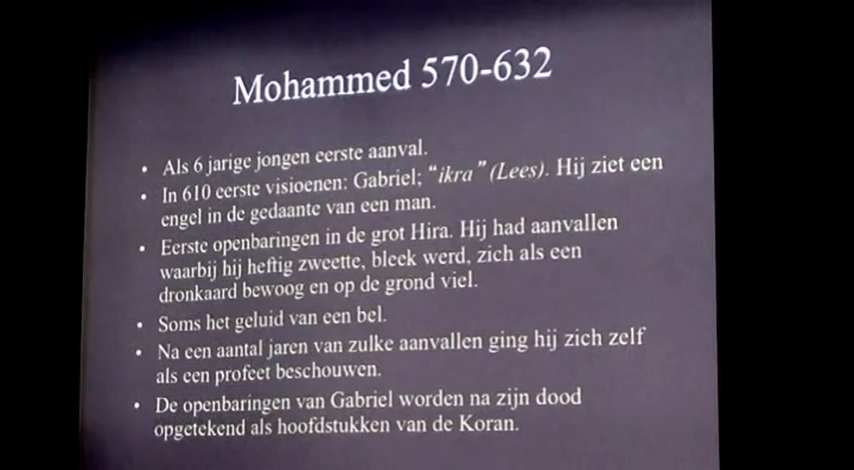 Mohammed 570-632
• Als 6 jarige jongen eerste aanval.
• In 610 eerste visioenen: Gabriel; "ikra" (Lees). Hij ziet een
engel in de gedaante van een man.
• Eerste openbaringen in de grot Hira. Hij had aanvallen
waarbij hij heftig zweette, bleek werd, zich als een
dronkaard bewoog en op de grond viel.
• Soms het geluid van een bel.
• Na een aantal jaren van zulke aanvallen ging hij zich zelf
als een profeet beschouwen.
• De openbaringen van Gabriel worden na zijn dood
opgetekend als hoofdstukken van de Koran.